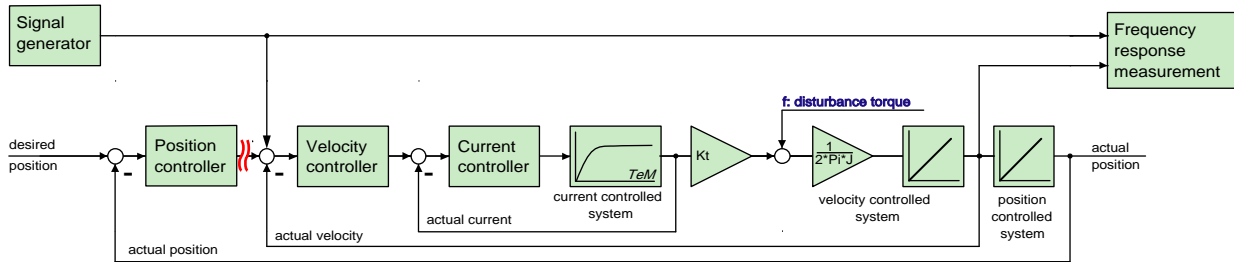 Signal
generator
Frequency
response
measurement
f: disturbance torque
desired
position
Position
controller
Velocity
controller
Current
controller
TeM
current controlled
system
Kt
1
2*Pi*J
velocity controlled
system
position
controlled
system
actual
position
-
-
-
actual current
actual velocity
actual position